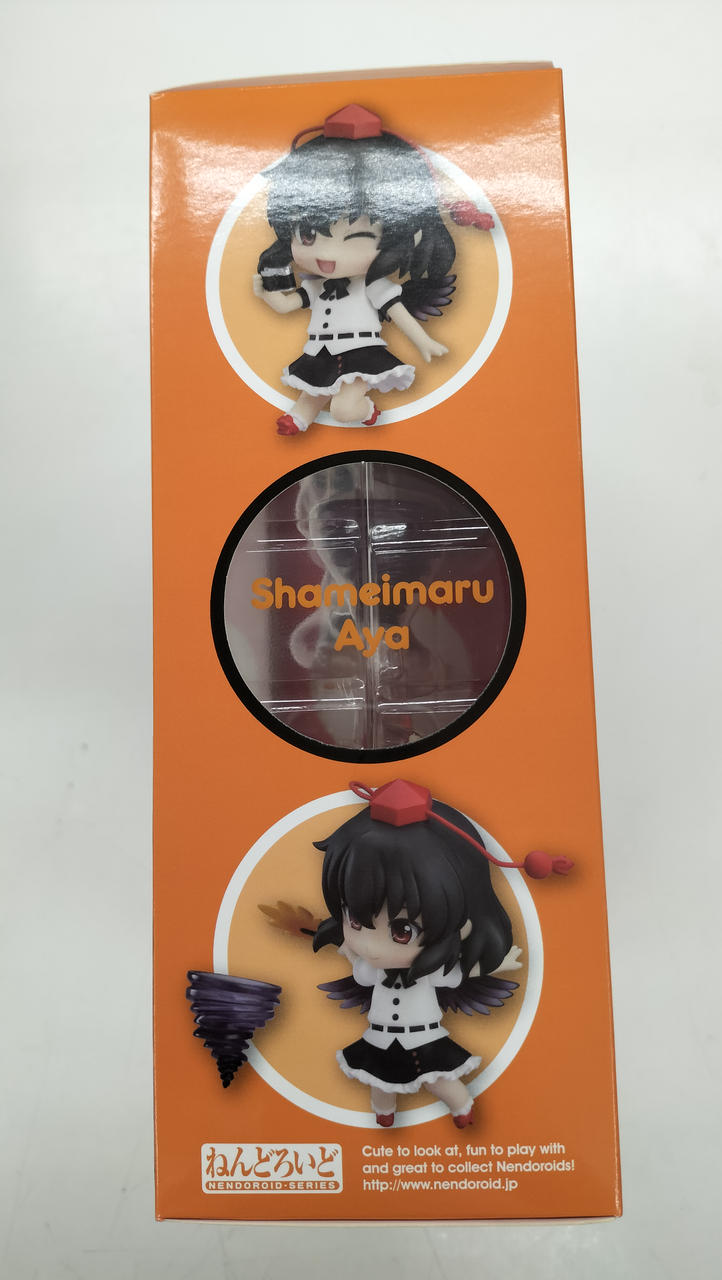 Shameimaru
Aya
ねんどろいど
NENDOROID-SERIES
Cute to look at, fun to play with
and great to collect Nendoroids!
http://www.nendoroid.jp